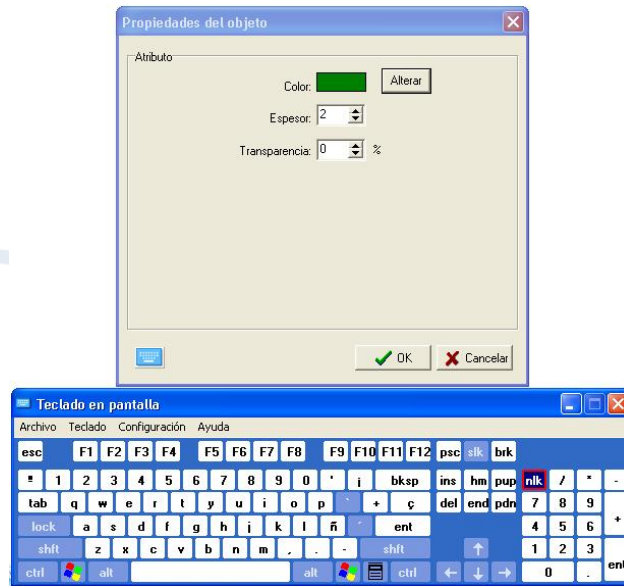 Propiedades del objeto
Atributo
Color: Alterar
Espesor: 2
Transparencia: 0 %
OK Cancelar
Teclado en pantalla
Archivo Teclado Configuración Ayuda
esc F1 F2 F3 F4 F5 F6 F7 F8 F9 F10 F11 F12 psc slk brk
1 2 3 4 5 6 7 8 9 0 ' ¡ bksp ins hm pup nlk / * -
tab q w e r t y u i o p ` + ç del end pdn 7 8 9
lock a s d f g h j k l ñ ´ ent 4 5 6 +
shft z x c v b n m , . - shft ↑ 1 2 3
ctrl alt alt ctrl ← ↓ → 0 . ent